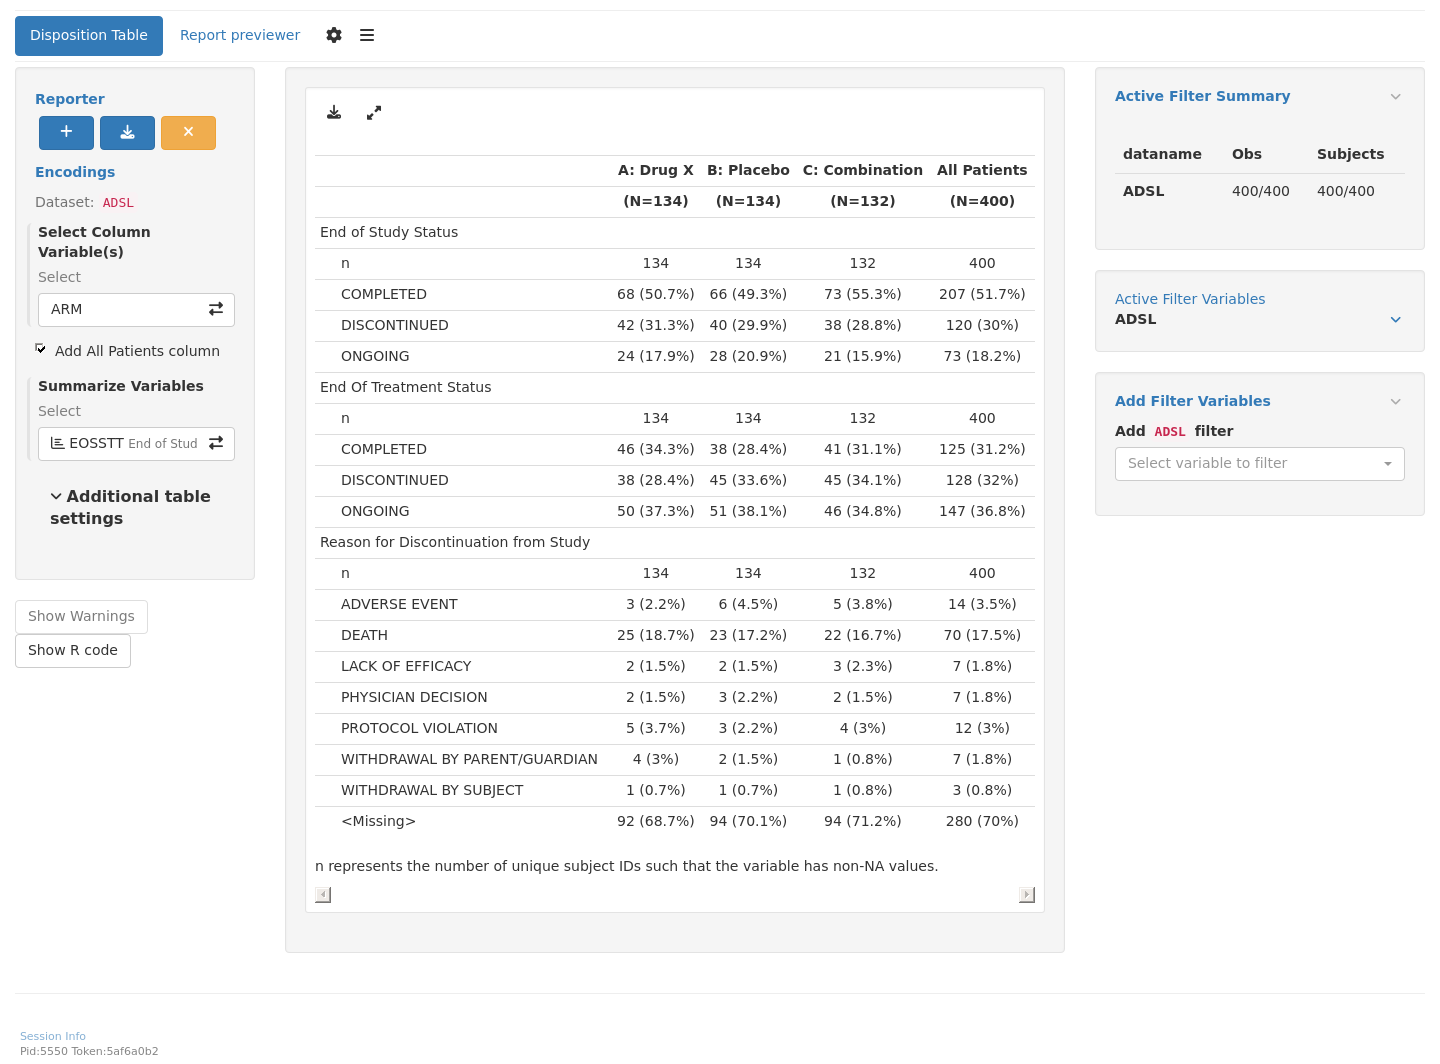 Disposition Table Report previewer
Reporter
Encodings
Dataset: ADSL
Select Column
Variable(s)
Select
ARM
Add All Patients column
Summarize Variables
Select
EOSSTT End of Stud
Additional table
settings
Show Warnings
Show R code
A: Drug X B: Placebo C: Combination All Patients
(N=134) (N=134) (N=132) (N=400)
End of Study Status
n 134 134 132 400
COMPLETED 68 (50.7%) 66 (49.3%) 73 (55.3%) 207 (51.7%)
DISCONTINUED 42 (31.3%) 40 (29.9%) 38 (28.8%) 120 (30%)
ONGOING 24 (17.9%) 28 (20.9%) 21 (15.9%) 73 (18.2%)
End Of Treatment Status
n 134 134 132 400
COMPLETED 46 (34.3%) 38 (28.4%) 41 (31.1%) 125 (31.2%)
DISCONTINUED 38 (28.4%) 45 (33.6%) 45 (34.1%) 128 (32%)
ONGOING 50 (37.3%) 51 (38.1%) 46 (34.8%) 147 (36.8%)
Reason for Discontinuation from Study
n 134 134 132 400
ADVERSE EVENT 3 (2.2%) 6 (4.5%) 5 (3.8%) 14 (3.5%)
DEATH 25 (18.7%) 23 (17.2%) 22 (16.7%) 70 (17.5%)
LACK OF EFFICACY 2 (1.5%) 2 (1.5%) 3 (2.3%) 7 (1.8%)
PHYSICIAN DECISION 2 (1.5%) 3 (2.2%) 2 (1.5%) 7 (1.8%)
PROTOCOL VIOLATION 5 (3.7%) 3 (2.2%) 4 (3%) 12 (3%)
WITHDRAWAL BY PARENT/GUARDIAN 4 (3%) 2 (1.5%) 1 (0.8%) 7 (1.8%)
WITHDRAWAL BY SUBJECT 1 (0.7%) 1 (0.7%) 1 (0.8%) 3 (0.8%)
<Missing> 92 (68.7%) 94 (70.1%) 94 (71.2%) 280 (70%)
n represents the number of unique subject IDs such that the variable has non-NA values.
Active Filter Summary
dataname Obs Subjects
ADSL 400/400 400/400
Active Filter Variables
ADSL
Add Filter Variables
Add ADSL filter
Select variable to filter
Session Info
Pid:5550 Token:5af6a0b2